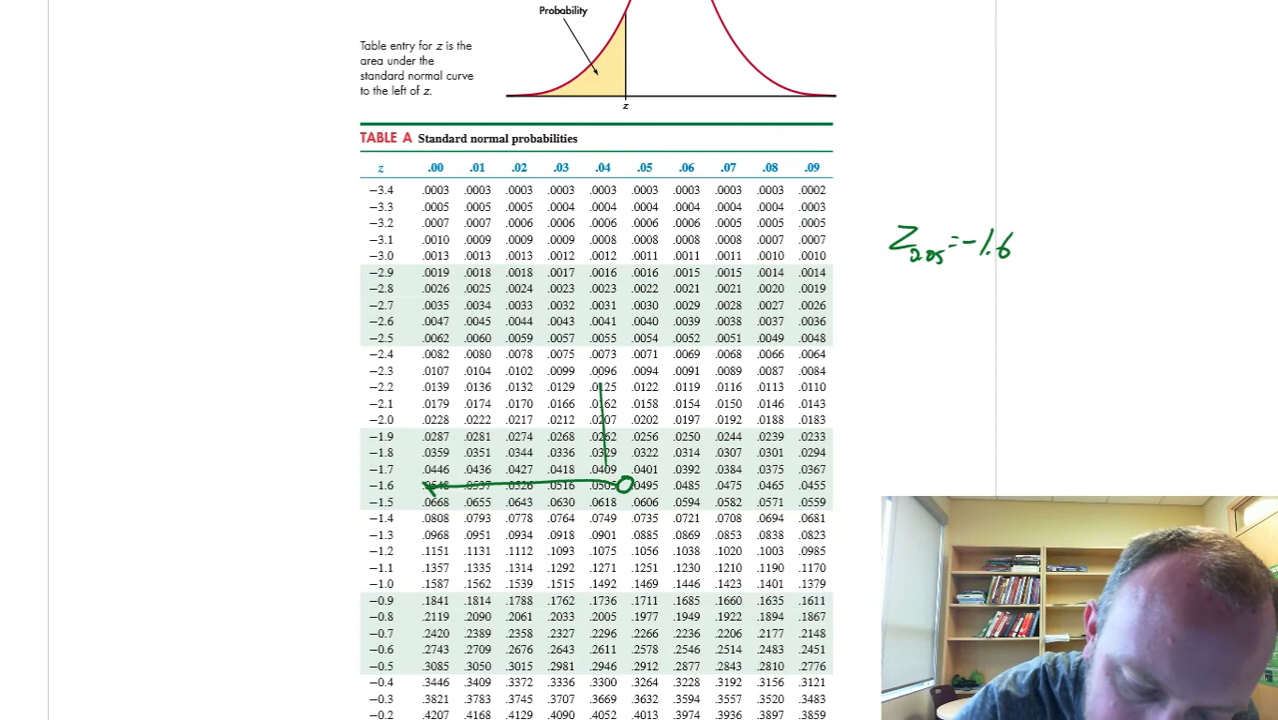 Probability
Table entry for z is the
area under the
standard normal curve
to the left of z.
z
TABLE A Standard normal probabilities
z .00 .01 .02 .03 .04 .05 .06 .07 .08 .09
−3.4 .0003 .0003 .0003 .0003 .0003 .0003 .0003 .0003 .0003 .0002
−3.3 .0005 .0005 .0005 .0004 .0004 .0004 .0004 .0004 .0004 .0003
−3.2 .0007 .0007 .0006 .0006 .0006 .0006 .0006 .0005 .0005 .0005
−3.1 .0010 .0009 .0009 .0009 .0008 .0008 .0008 .0008 .0007 .0007
−3.0 .0013 .0013 .0013 .0012 .0012 .0011 .0011 .0011 .0010 .0010
−2.9 .0019 .0018 .0018 .0017 .0016 .0016 .0015 .0015 .0014 .0014
−2.8 .0026 .0025 .0024 .0023 .0023 .0022 .0021 .0021 .0020 .0019
−2.7 .0035 .0034 .0033 .0032 .0031 .0030 .0029 .0028 .0027 .0026
−2.6 .0047 .0045 .0044 .0043 .0041 .0040 .0039 .0038 .0037 .0036
−2.5 .0062 .0060 .0059 .0057 .0055 .0054 .0052 .0051 .0049 .0048
−2.4 .0082 .0080 .0078 .0075 .0073 .0071 .0069 .0068 .0066 .0064
−2.3 .0107 .0104 .0102 .0099 .0096 .0094 .0091 .0089 .0087 .0084
−2.2 .0139 .0136 .0132 .0129 .0125 .0122 .0119 .0116 .0113 .0110
−2.1 .0179 .0174 .0170 .0166 .0162 .0158 .0154 .0150 .0146 .0143
−2.0 .0228 .0222 .0217 .0212 .0207 .0202 .0197 .0192 .0188 .0183
−1.9 .0287 .0281 .0274 .0268 .0262 .0256 .0250 .0244 .0239 .0233
−1.8 .0359 .0351 .0344 .0336 .0329 .0322 .0314 .0307 .0301 .0294
−1.7 .0446 .0436 .0427 .0418 .0409 .0401 .0392 .0384 .0375 .0367
−1.6 .0548 .0537 .0526 .0516 .0505 .0495 .0485 .0475 .0465 .0455
−1.5 .0668 .0655 .0643 .0630 .0618 .0606 .0594 .0582 .0571 .0559
−1.4 .0808 .0793 .0778 .0764 .0749 .0735 .0721 .0708 .0694 .0681
−1.3 .0968 .0951 .0934 .0918 .0901 .0885 .0869 .0853 .0838 .0823
−1.2 .1151 .1131 .1112 .1093 .1075 .1056 .1038 .1020 .1003 .0985
−1.1 .1357 .1335 .1314 .1292 .1271 .1251 .1230 .1210 .1190 .1170
−1.0 .1587 .1562 .1539 .1515 .1492 .1469 .1446 .1423 .1401 .1379
−0.9 .1841 .1814 .1788 .1762 .1736 .1711 .1685 .1660 .1635 .1611
−0.8 .2119 .2090 .2061 .2033 .2005 .1977 .1949 .1922 .1894 .1867
−0.7 .2420 .2389 .2358 .2327 .2296 .2266 .2236 .2206 .2177 .2148
−0.6 .2743 .2709 .2676 .2643 .2611 .2578 .2546 .2514 .2483 .2451
−0.5 .3085 .3050 .3015 .2981 .2946 .2912 .2877 .2843 .2810 .2776
−0.4 .3446 .3409 .3372 .3336 .3300 .3264 .3228 .3192 .3156 .3121
−0.3 .3821 .3783 .3745 .3707 .3669 .3632 .3594 .3557 .3520 .3483
−0.2 .4207 .4168 .4129 .4090 .4052 .4013 .3974 .3936 .3897 .3859
Z = -1.6